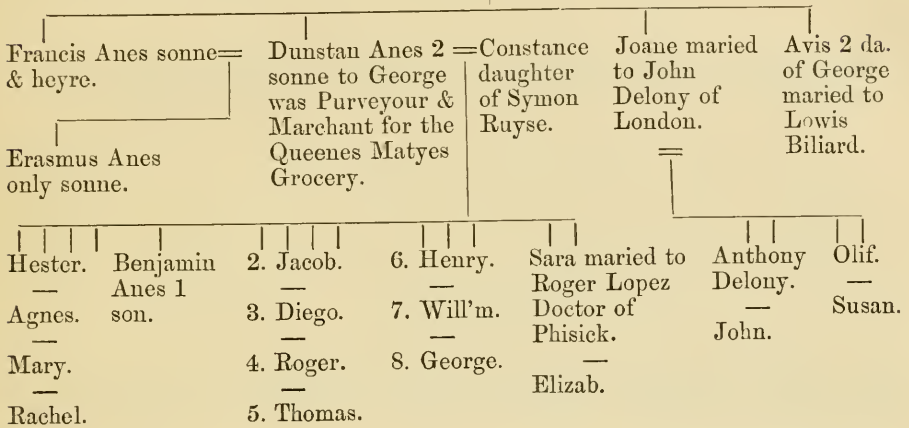 Francis Anes sonne=
& heyre.
Erasmus Anes
only sonne.
Dunstan Anes 2 =
sonne to George
was Purveyour &
Marchant for the
Queenes Matyes
Grocery.
Constance
daughter
of Symon
Ruyse.
Joane maried
to John
Delony of
London.
=
Avis 2 da.
of George
maried to
Lowis
Biliard.
Hester.
—
Agnes.
—
Mary.
—
Rachel.
Benjamin
Anes 1
son.
2. Jacob.
—
3. Diego.
—
4. Roger.
—
5. Thomas.
6. Henry.
—
7. Will'm.
—
8. George.
Sara maried to
Roger Lopez
Doctor of
Phisick.
—
Elizab.
Anthony
Delony.
—
John.
Olif.
—
Susan.